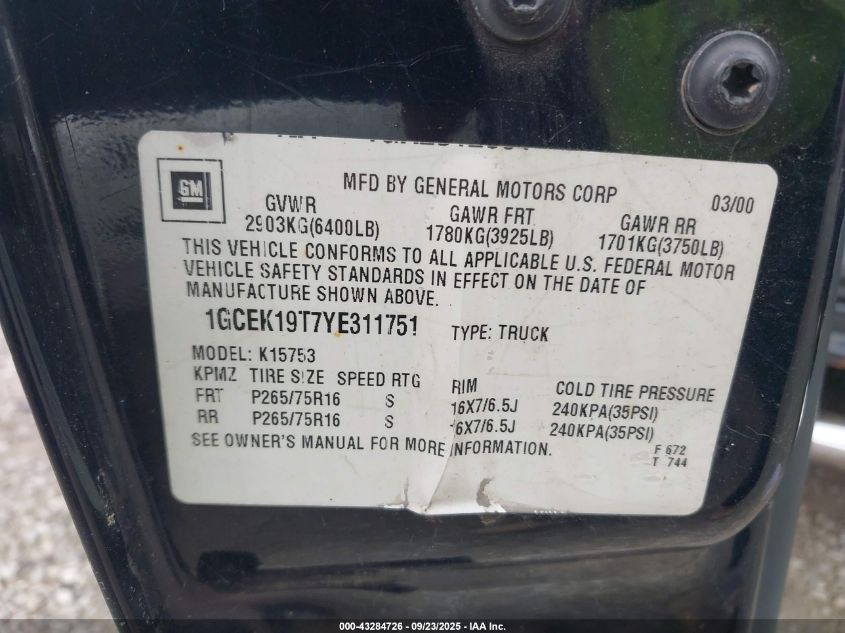 GM
MFD BY GENERAL MOTORS CORP 03/00
GVWR GAWR FRT. GAWR RR
2903KG(6400LB) 1780KG(3925LB) 1701KG(3750LB)
THIS VEHICLE CONFORMS TO ALL APPLICABLE U.S. FEDERAL MOTOR
VEHICLE SAFETY STANDARDS IN EFFECT ON THE DATE OF
MANUFACTURE SHOWN ABOVE.
1GCEK19T7YE311751 TYPE: TRUCK
MODEL: K15753
KPMZ TIRE SIZE SPEED RTG RIM COLD TIRE PRESSURE
FRT P265/75R16 S 16X7/6.5J 240KPA(35PSI)
RR P265/75R16 S 16X7/6.5J 240KPA(35PSI)
SEE OWNER'S MANUAL FOR MORE INFORMATION.
F 672
T 744
000-43284726 - 09/23/2025 - IAA Inc.